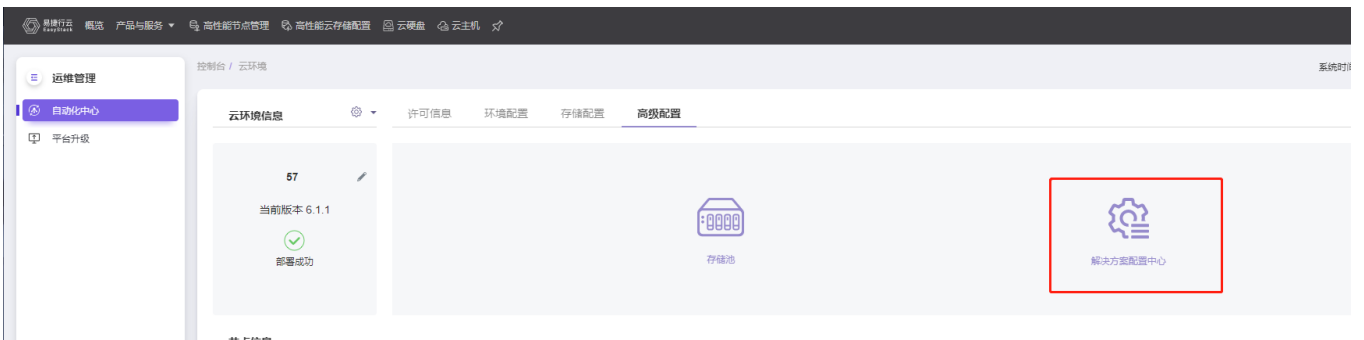 易捷行云 EasyStack 概览 产品与服务 高性能节点管理 高性能云存储配置 云硬盘 云主机
控制台 / 云环境 系统时间
运维管理
自动化中心
平台升级
云环境信息 许可信息 环境配置 存储配置 高级配置
57
当前版本 6.1.1
部署成功
存储池 解决方案配置中心